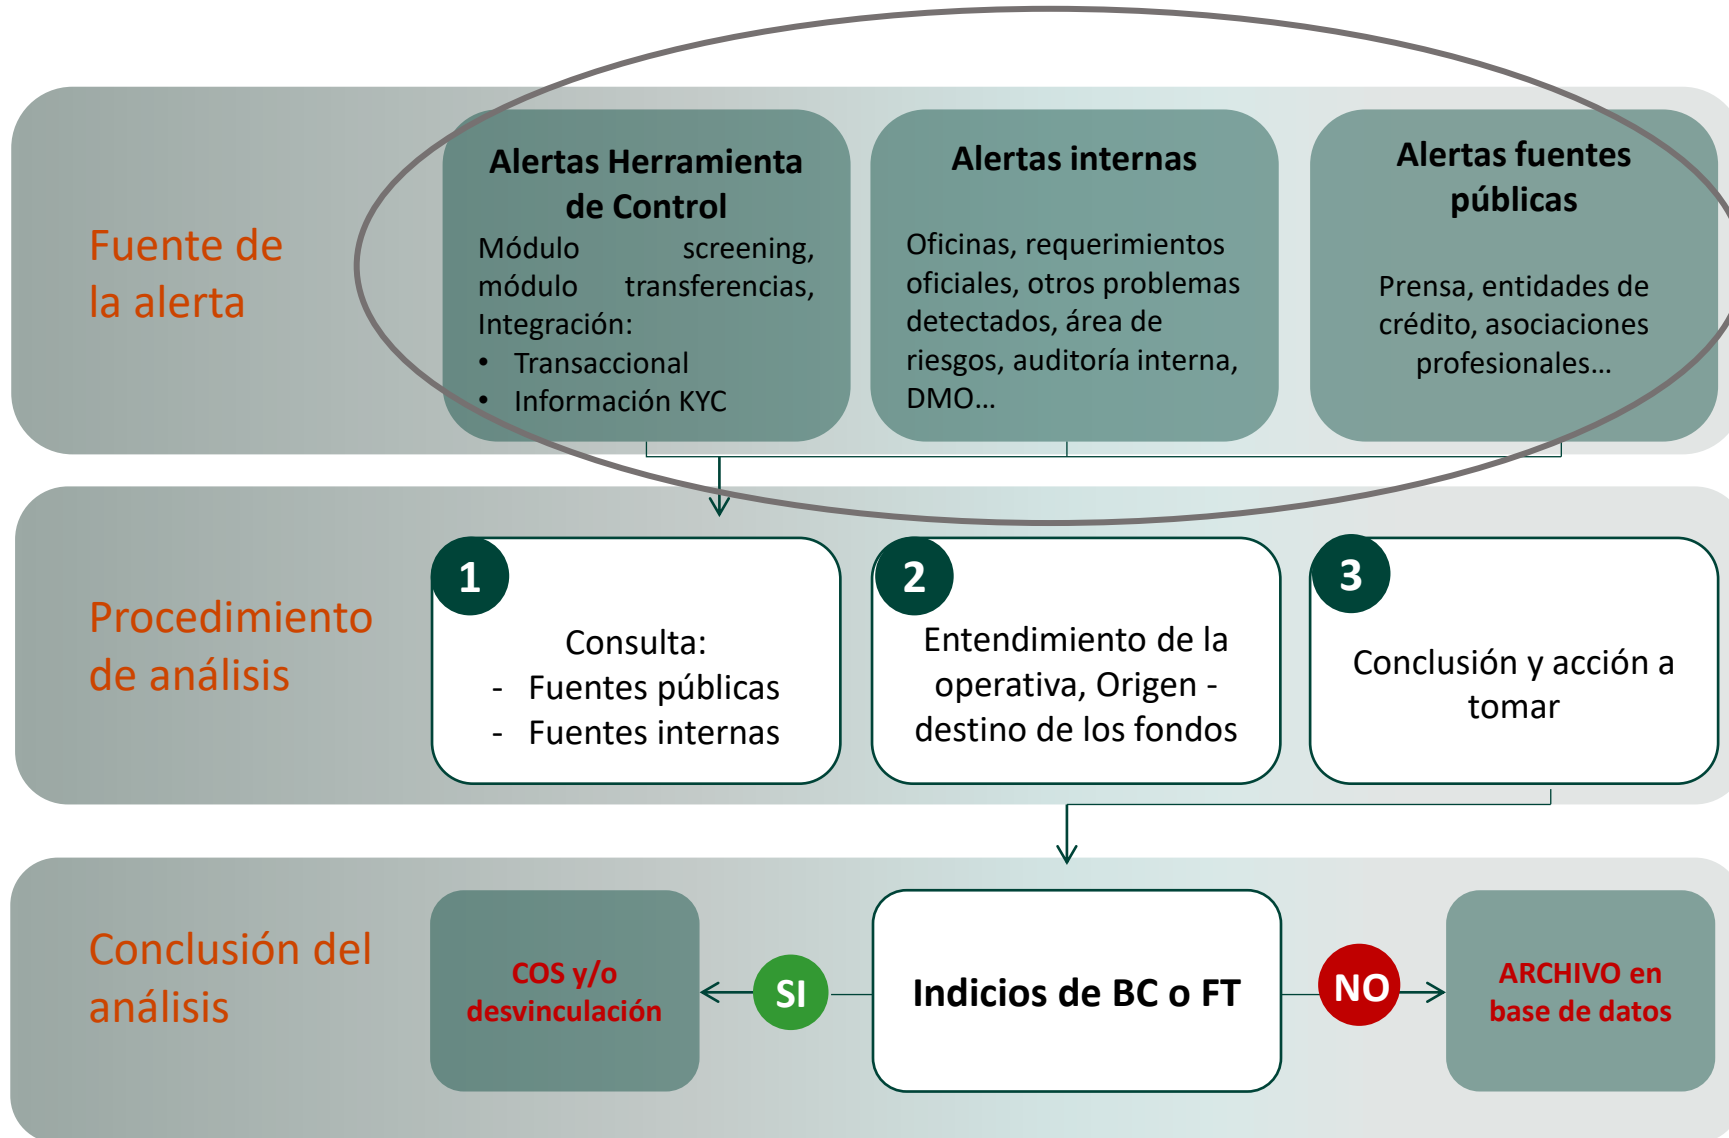 Fuente de
la alerta
Alertas Herramienta
de Control
Módulo screening,
módulo transferencias,
Integración:
• Transaccional
• Información KYC
Alertas internas
Oficinas, requerimientos
oficiales, otros problemas
detectados, área de
riesgos, auditoría interna,
DMO...
Alertas fuentes
públicas
Prensa, entidades de
crédito, asociaciones
profesionales...
Procedimiento
de análisis
1
Consulta:
- Fuentes públicas
- Fuentes internas
2
Entendimiento de la
operativa, Origen -
destino de los fondos
3
Conclusión y acción a
tomar
Conclusión del
análisis
COS y/o
desvinculación
SI
Indicios de BC o FT
NO
ARCHIVO en
base de datos